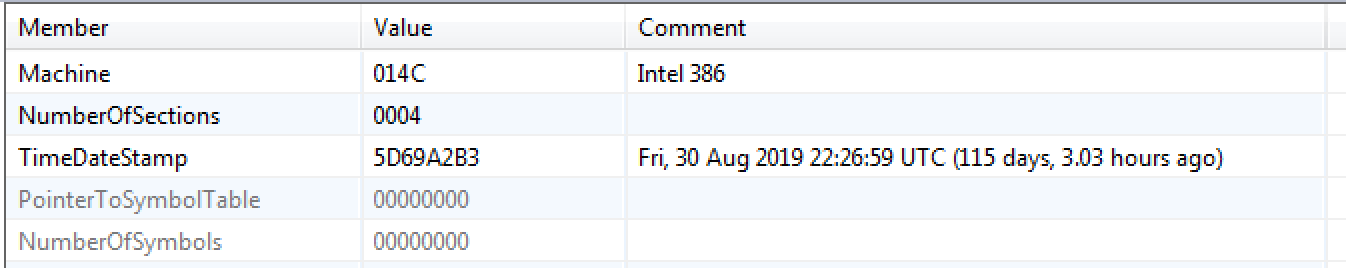 Member Value Comment
Machine 014C Intel 386
NumberOfSections 0004
TimeDateStamp 5D69A2B3 Fri, 30 Aug 2019 22:26:59 UTC (115 days, 3.03 hours ago)
PointerToSymbolTable 00000000
NumberOfSymbols 00000000